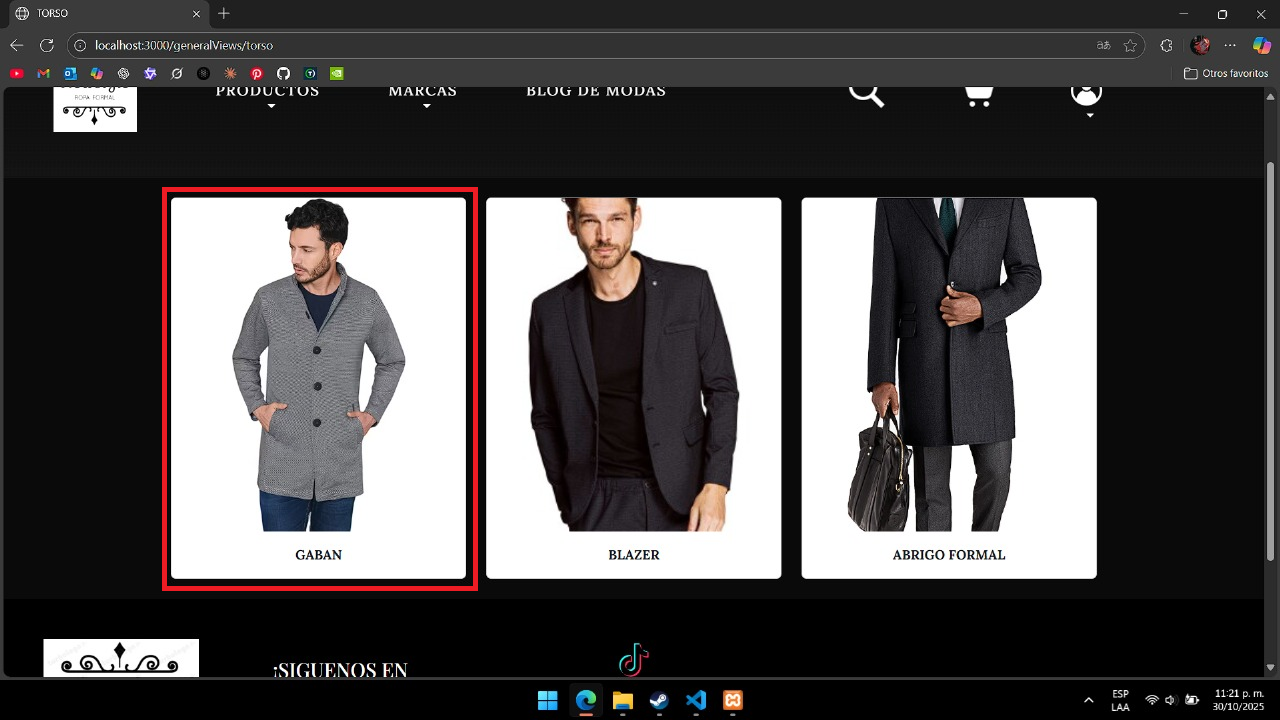 TORSO
localhost:3000/generalViews/torso
Otros favoritos
ROPA FORMAL
PRODUCTOS
MARCAS
BLOG DE MODAS
GABAN
BLAZER
ABRIGO FORMAL
¡SIGUENOS EN
ESP
LAA
11:21 p. m.
30/10/2025